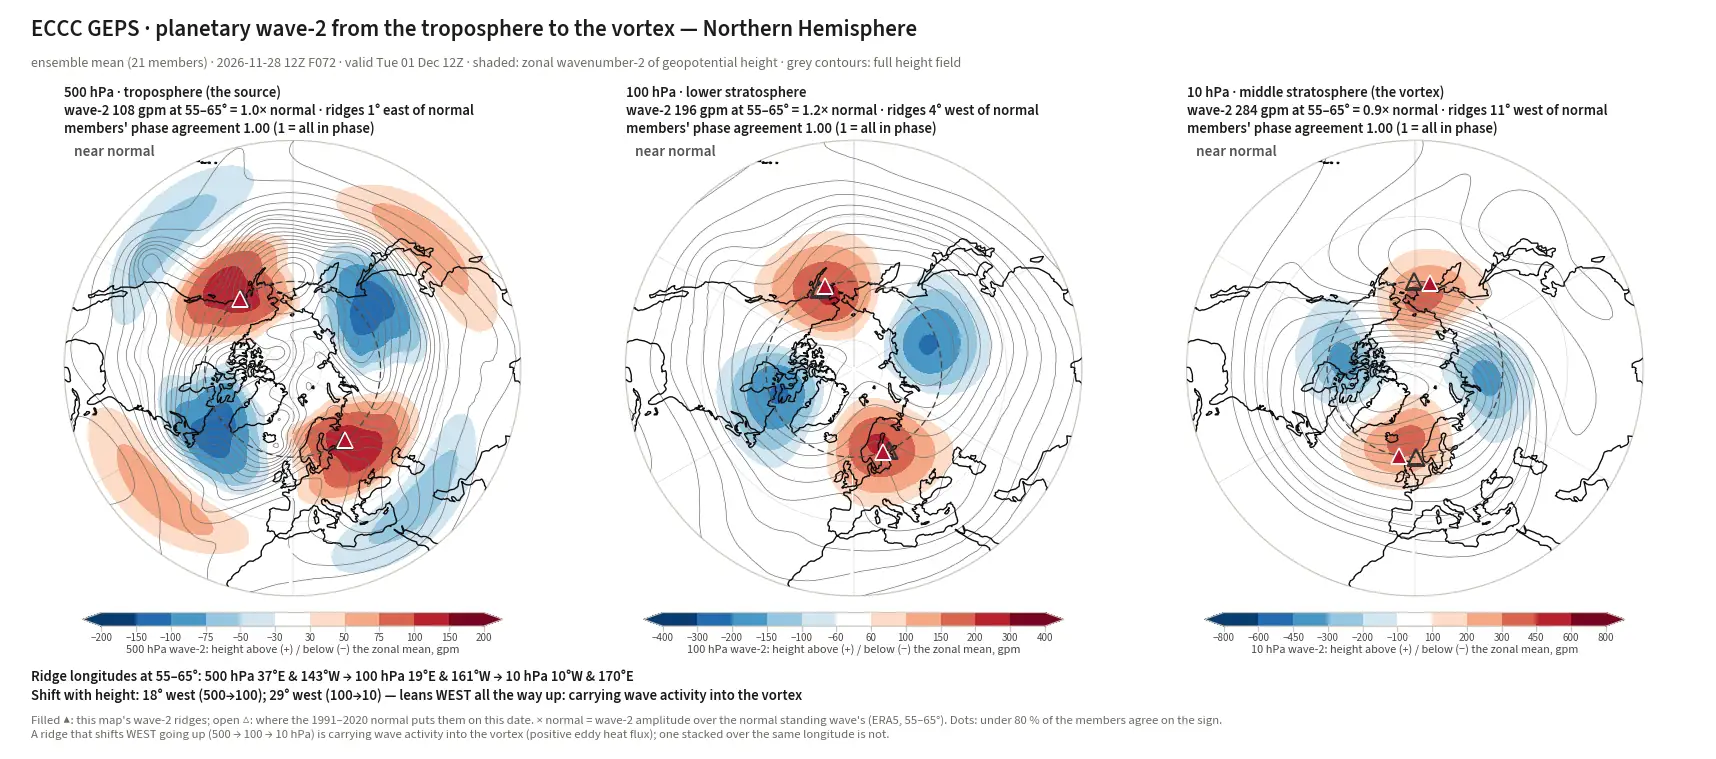 ECCC GEPS · planetary wave-2 from the troposphere to the vortex — Northern Hemisphere
ensemble mean (21 members) · 2026-11-28 12Z F072 · valid Tue 01 Dec 12Z · shaded: zonal wavenumber-2 of geopotential height · grey contours: full height field
500 hPa · troposphere (the source)
wave-2 108 gpm at 55–65° = 1.0× normal · ridges 1° east of normal
members' phase agreement 1.00 (1 = all in phase)
near normal
100 hPa · lower stratosphere
wave-2 196 gpm at 55–65° = 1.2× normal · ridges 4° west of normal
members' phase agreement 1.00 (1 = all in phase)
near normal
10 hPa · middle stratosphere (the vortex)
wave-2 284 gpm at 55–65° = 0.9× normal · ridges 11° west of normal
members' phase agreement 1.00 (1 = all in phase)
near normal
−200 −150 −100 −75 −50 −30 30 50 75 100 150 200
500 hPa wave-2: height above (+) / below (−) the zonal mean, gpm
−400 −300 −200 −150 −100 −60 60 100 150 200 300 400
100 hPa wave-2: height above (+) / below (−) the zonal mean, gpm
−800 −600 −450 −300 −200 −100 100 200 300 450 600 800
10 hPa wave-2: height above (+) / below (−) the zonal mean, gpm
Ridge longitudes at 55–65°: 500 hPa 37°E & 143°W → 100 hPa 19°E & 161°W → 10 hPa 10°W & 170°E
Shift with height: 18° west (500→100); 29° west (100→10) — leans WEST all the way up: carrying wave activity into the vortex
Filled ▲: this map's wave-2 ridges; open △: where the 1991–2020 normal puts them on this date. × normal = wave-2 amplitude over the normal standing wave's (ERA5, 55–65°). Dots: under 80 % of the members agree on the sign.
A ridge that shifts WEST going up (500 → 100 → 10 hPa) is carrying wave activity into the vortex (positive eddy heat flux); one stacked over the same longitude is not.